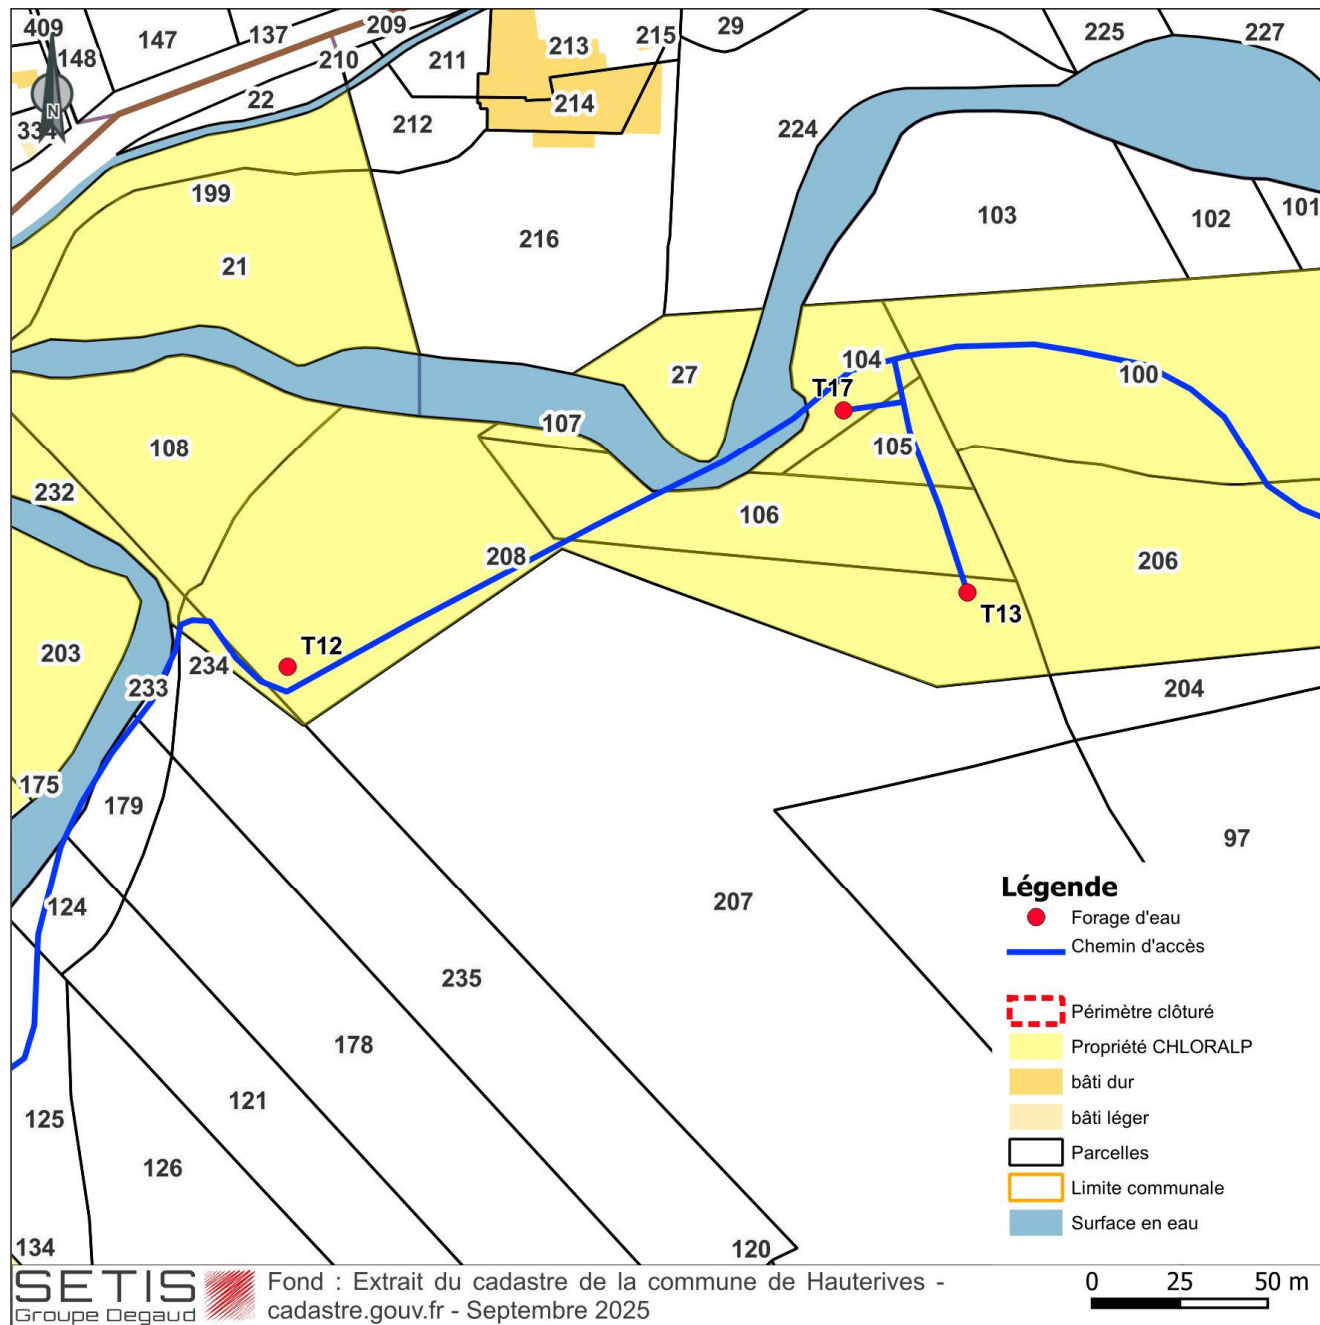 409
148
147
137
209
210
211
213
215
29
225
227
N
334
22
212
214
224
199
21
216
103
102
101
27
104
100
T17
107
105
108
232
106
208
206
T13
T12
203
234
233
204
175
179
97
124
207
235
178
121
125
126
134
120
Légende
Forage d'eau
Chemin d'accès
Périmètre clôturé
Propriété CHLORALP
bâti dur
bâti léger
Parcelles
Limite communale
Surface en eau
SETIS
Groupe Degaud
Fond : Extrait du cadastre de la commune de Hauterives -
cadastre.gouv.fr - Septembre 2025
0 25 50 m